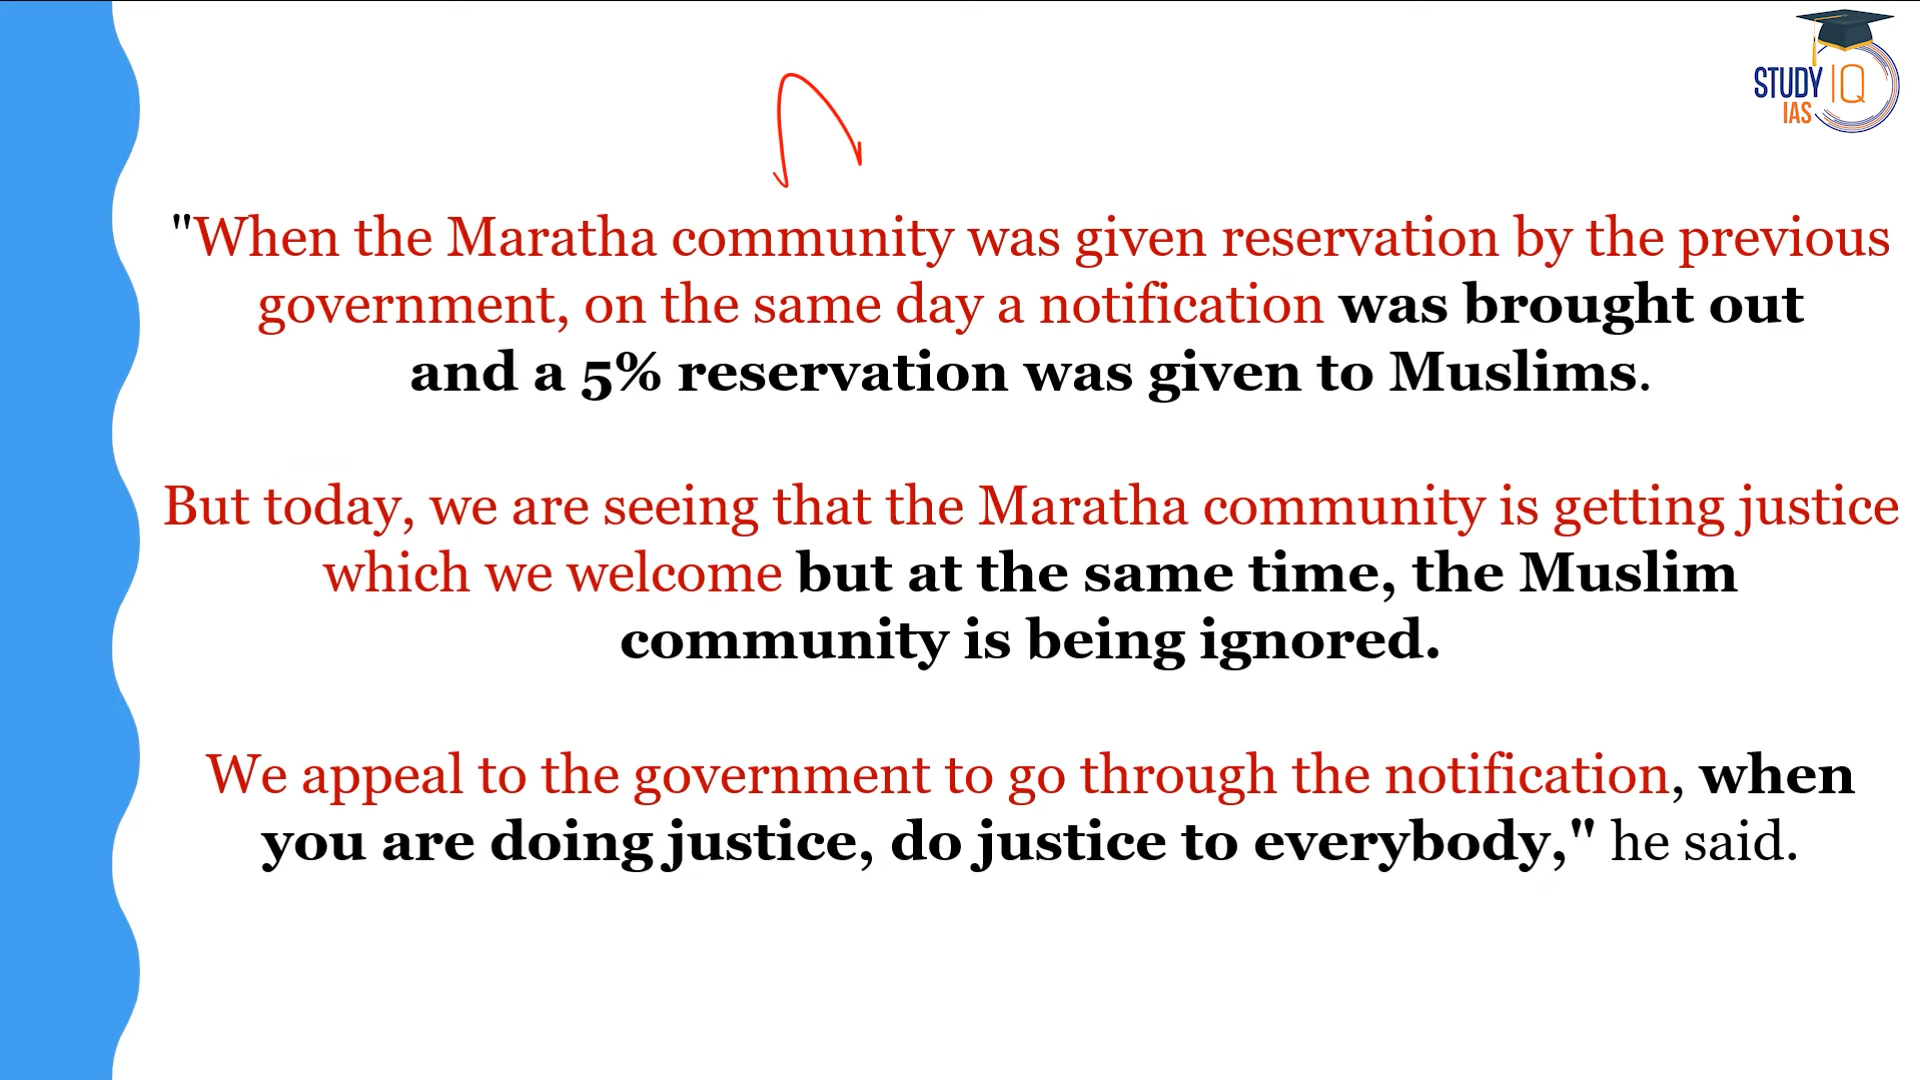 STUDY IQ
IAS
"When the Maratha community was given reservation by the previous
government, on the same day a notification was brought out
and a 5% reservation was given to Muslims.
But today, we are seeing that the Maratha community is getting justice
which we welcome but at the same time, the Muslim
community is being ignored.
We appeal to the government to go through the notification, when
you are doing justice, do justice to everybody," he said.